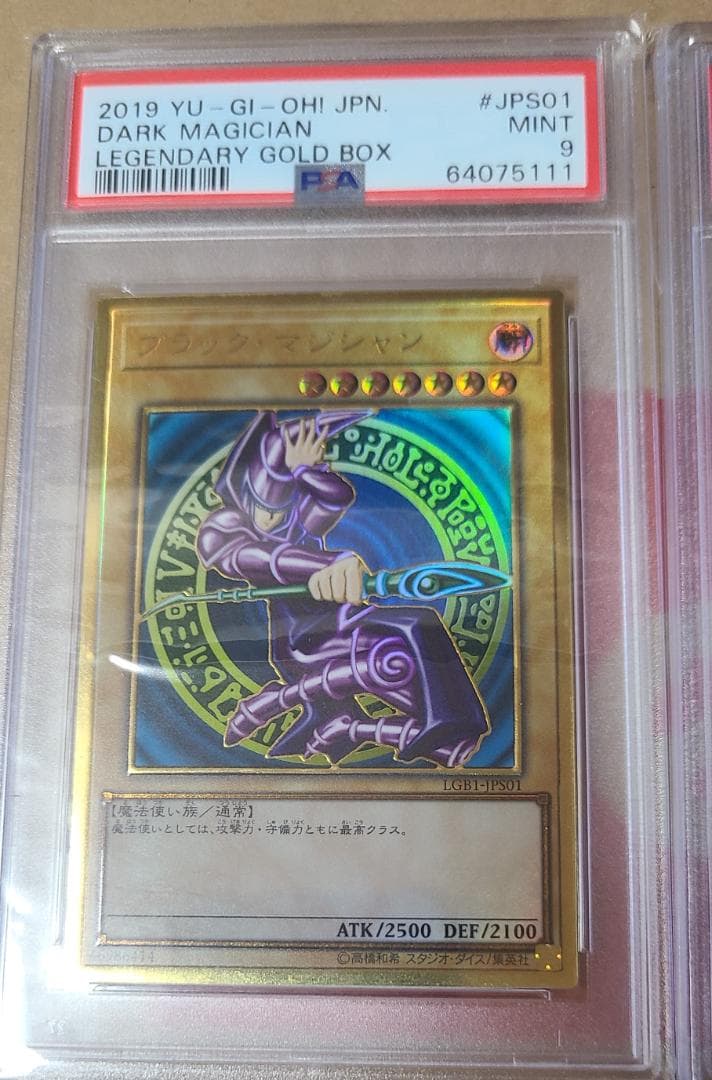 2019 YU-GI-OH! JPN. #JPS01
DARK MAGICIAN MINT
LEGENDARY GOLD BOX 9
PSA 64075111
ブラック・マジシャン
LGB1-JPS01
【魔法使い族/通常】
魔法使いとしては、攻撃力・守備力ともに最高クラス。
ATK/2500 DEF/2100
©高橋和希 スタジオ・ダイス/集英社